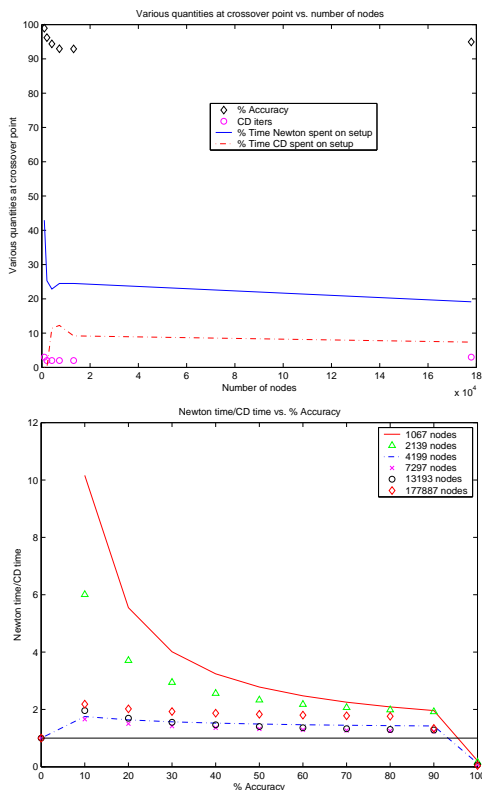 Various quantities at crossover point vs. number of nodes
100
90
80
70
60
50
40
30
20
10
0
Various quantities at crossover point
% Accuracy
CD iters
% Time Newton spent on setup
% Time CD spent on setup
0 2 4 6 8 10 12 14 16 18
Number of nodes
x 10^4
Newton time/CD time vs. % Accuracy
12
10
8
6
4
2
0
Newton time/CD time
1067 nodes
2139 nodes
4199 nodes
7297 nodes
13193 nodes
177887 nodes
0 10 20 30 40 50 60 70 80 90 100
% Accuracy